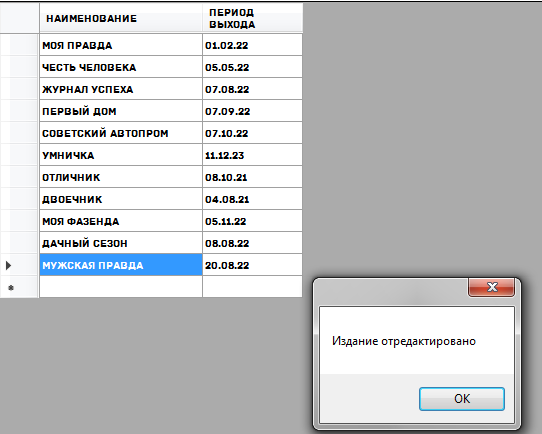 НАИМЕНОВАНИЕ ПЕРИОД ВЫХОДА
МОЯ ПРАВДА 01.02.22
ЧЕСТЬ ЧЕЛОВЕКА 05.05.22
ЖУРНАЛ УСПЕХА 07.08.22
ПЕРВЫЙ ДОМ 07.09.22
СОВЕТСКИЙ АВТОПРОМ 07.10.22
УМНИЧКА 11.12.23
ОТЛИЧНИК 08.10.21
ДВОЕЧНИК 04.08.21
МОЯ ФАЗЕНДА 05.11.22
ДАЧНЫЙ СЕЗОН 08.08.22
МУЖСКАЯ ПРАВДА 20.08.22
Издание отредактировано
OK